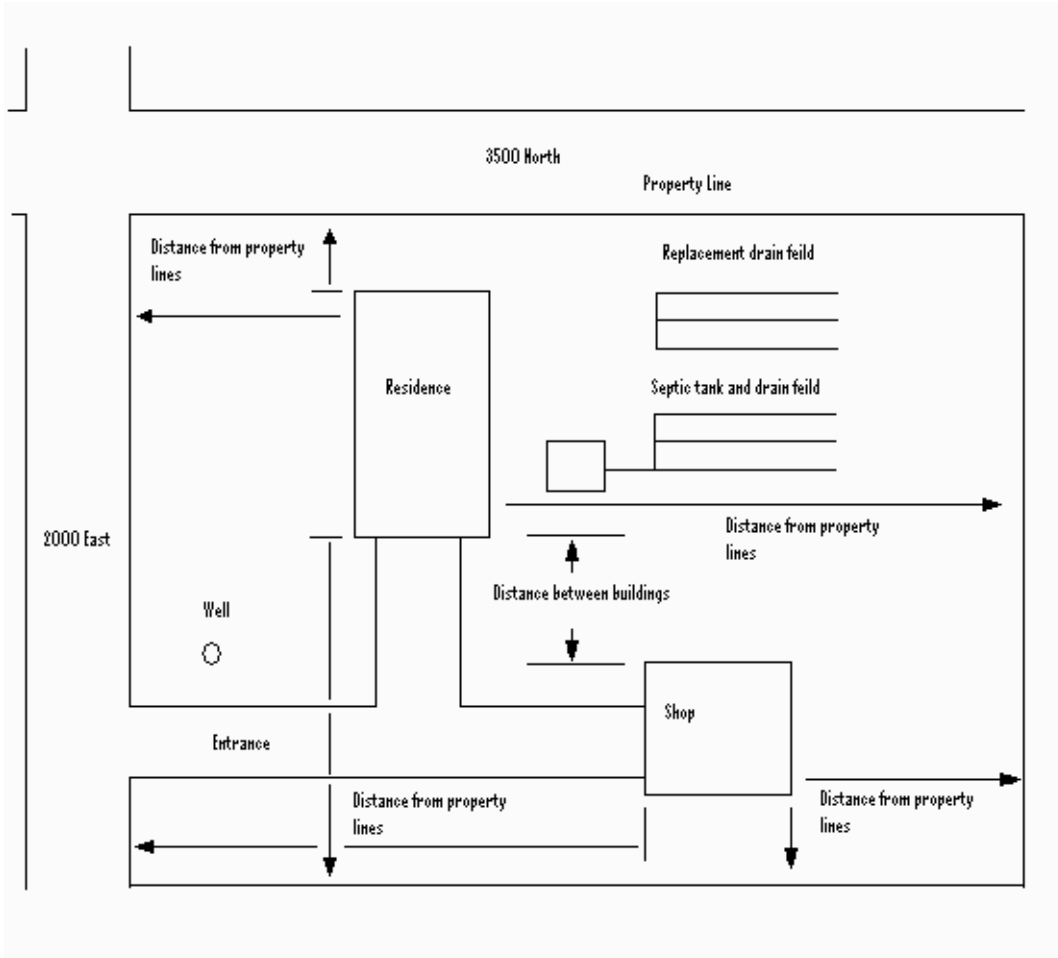 3500 North
Property Line
Distance from property
lines
Replacement drain feild
Residence
Septic tank and drain feild
Distance from property
lines
2000 East
Distance between buildings
Well
Shop
Entrance
Distance from property
lines
Distance from property
lines